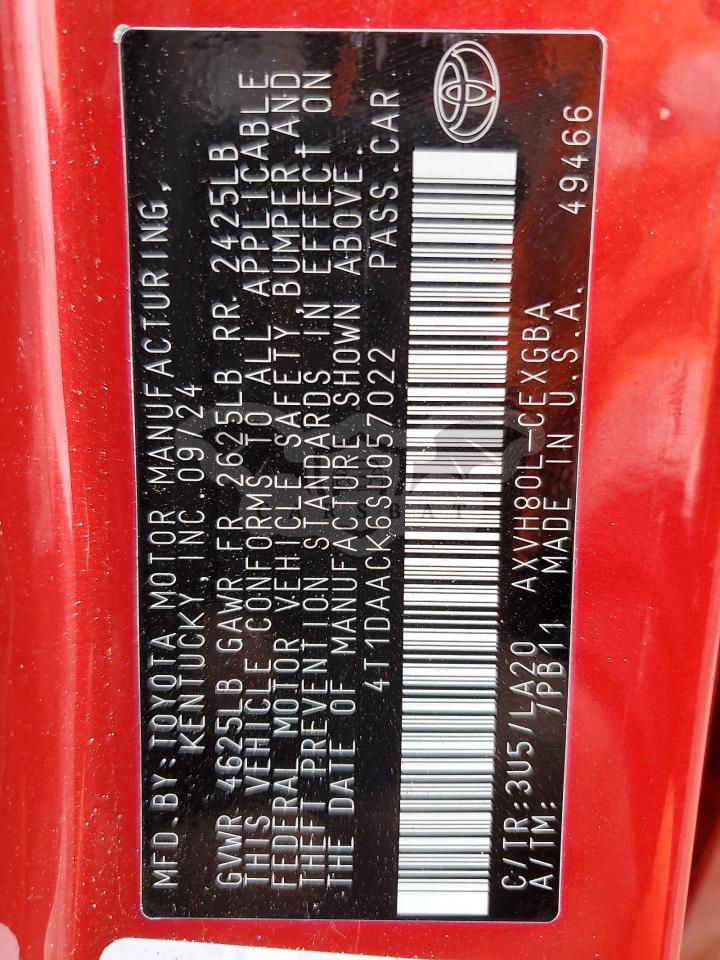 MFD.BY:TOYOTA MOTOR MANUFACTURING,
KENTUCKY, INC.09/24
GVWR 4625LB GAWR FR 2625LB RR 2425LB
THIS VEHICLE CONFORMS TO ALL APPLICABLE
FEDERAL MOTOR VEHICLE SAFETY,BUMPER,AND
THEFT PREVENTION STANDARDS IN EFFECT ON
THE DATE OF MANUFACTURE SHOWN ABOVE.
4T1DAACK6SU057022 PASS.CAR
C/TR:3U5/LA20 AXVH80L-CEXGBA 49466
A/TM: /PB11 MADE IN U.S.A.